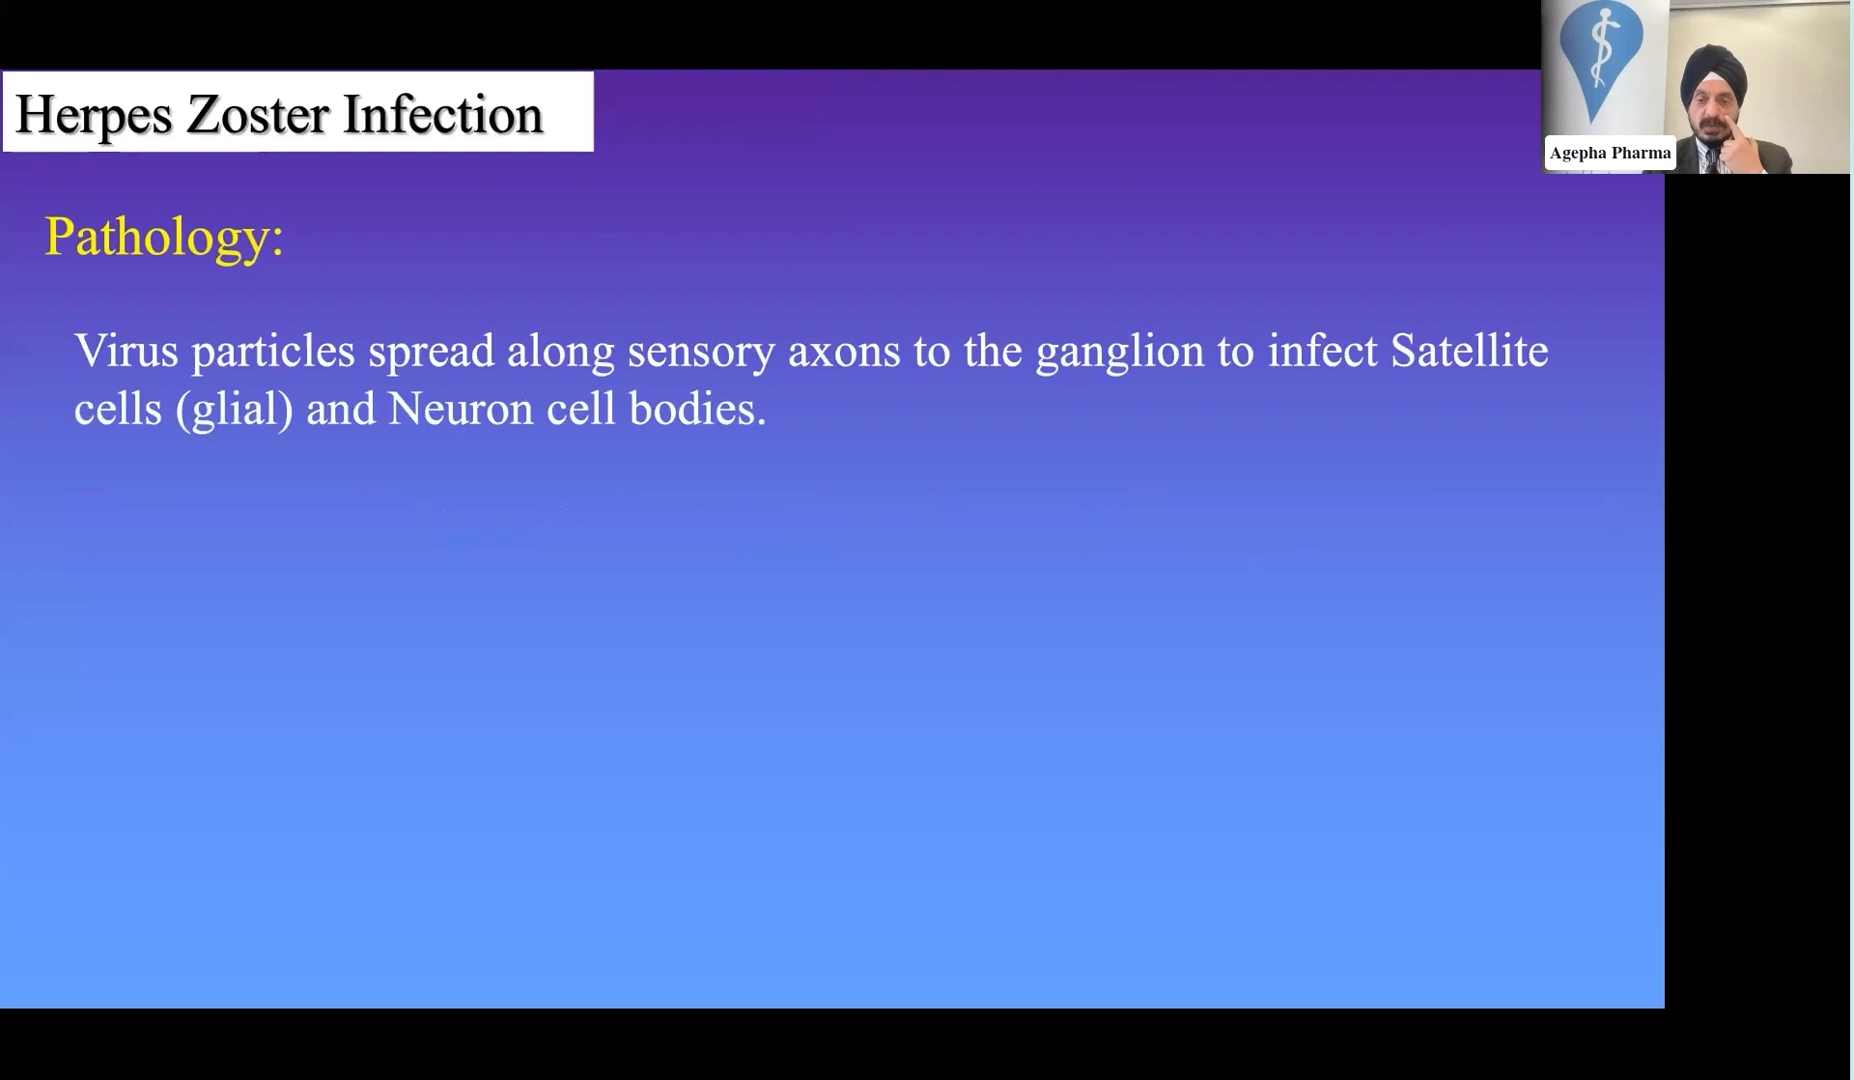 Herpes Zoster Infection
Agepha Pharma
Pathology:
Virus particles spread along sensory axons to the ganglion to infect Satellite
cells (glial) and Neuron cell bodies.